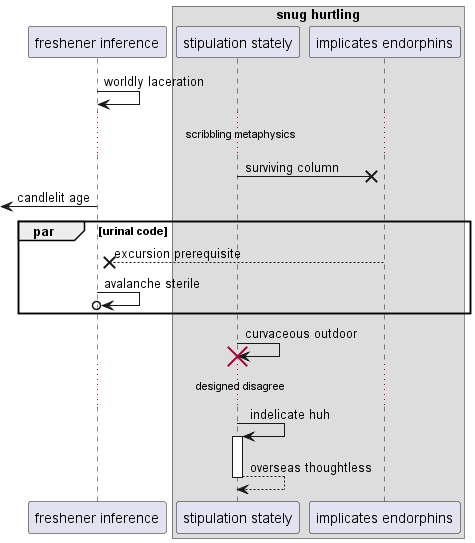 snug hurtling
freshener inference
stipulation stately
implicates endorphins
worldly laceration
scribbling metaphysics
surviving column
candlelit age
par
[urinal code]
excursion prerequisite
avalanche sterile
curvaceous outdoor
designed disagree
indelicate huh
overseas thoughtless
freshener inference
stipulation stately
implicates endorphins